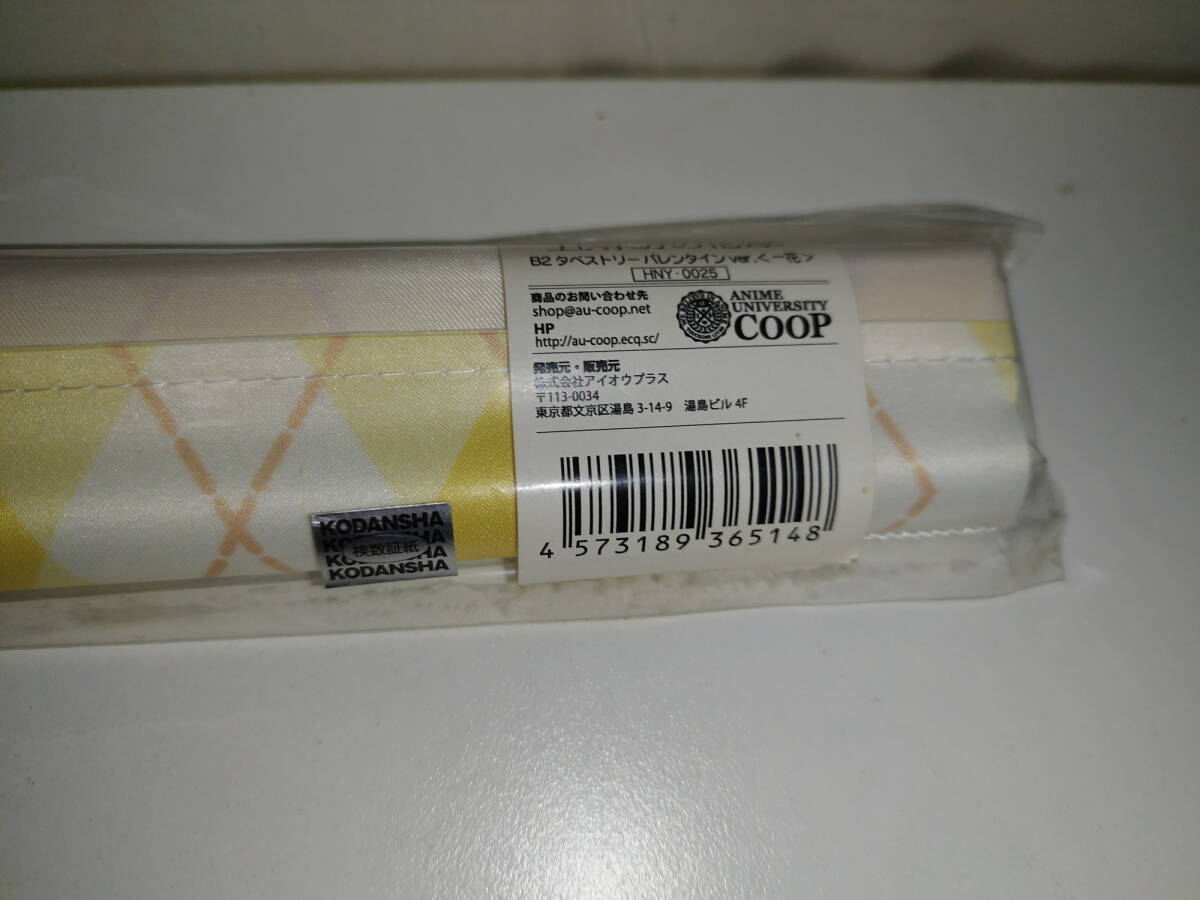 B2 タペストリー バレンタイン ver.<一花>
HNY-0025
商品のお問い合わせ先
shop@au-coop.net
HP
http://au-coop.ecq.sc/
ANIME
UNIVERSITY
COOP
発売元・販売元
株式会社アイオウプラス
〒113-0034
東京都文京区湯島 3-14-9 湯島ビル 4F
4 573189 365148
KODANSHA
KODANSHA
検数証紙
KODANSHA
KODANSHA